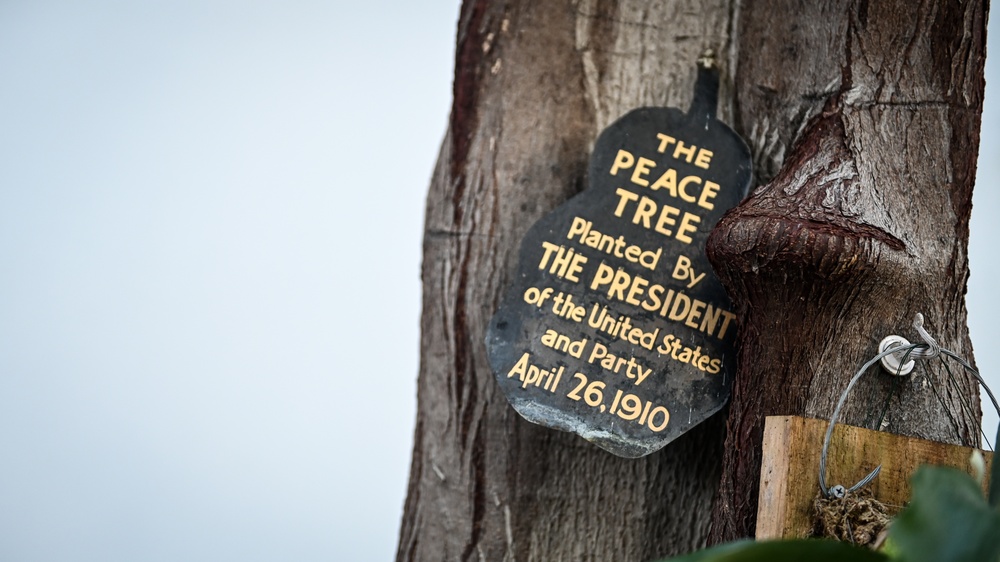 THE
PEACE
TREE
Planted By
THE PRESIDENT
of the United States
and Party
April 26, 1910